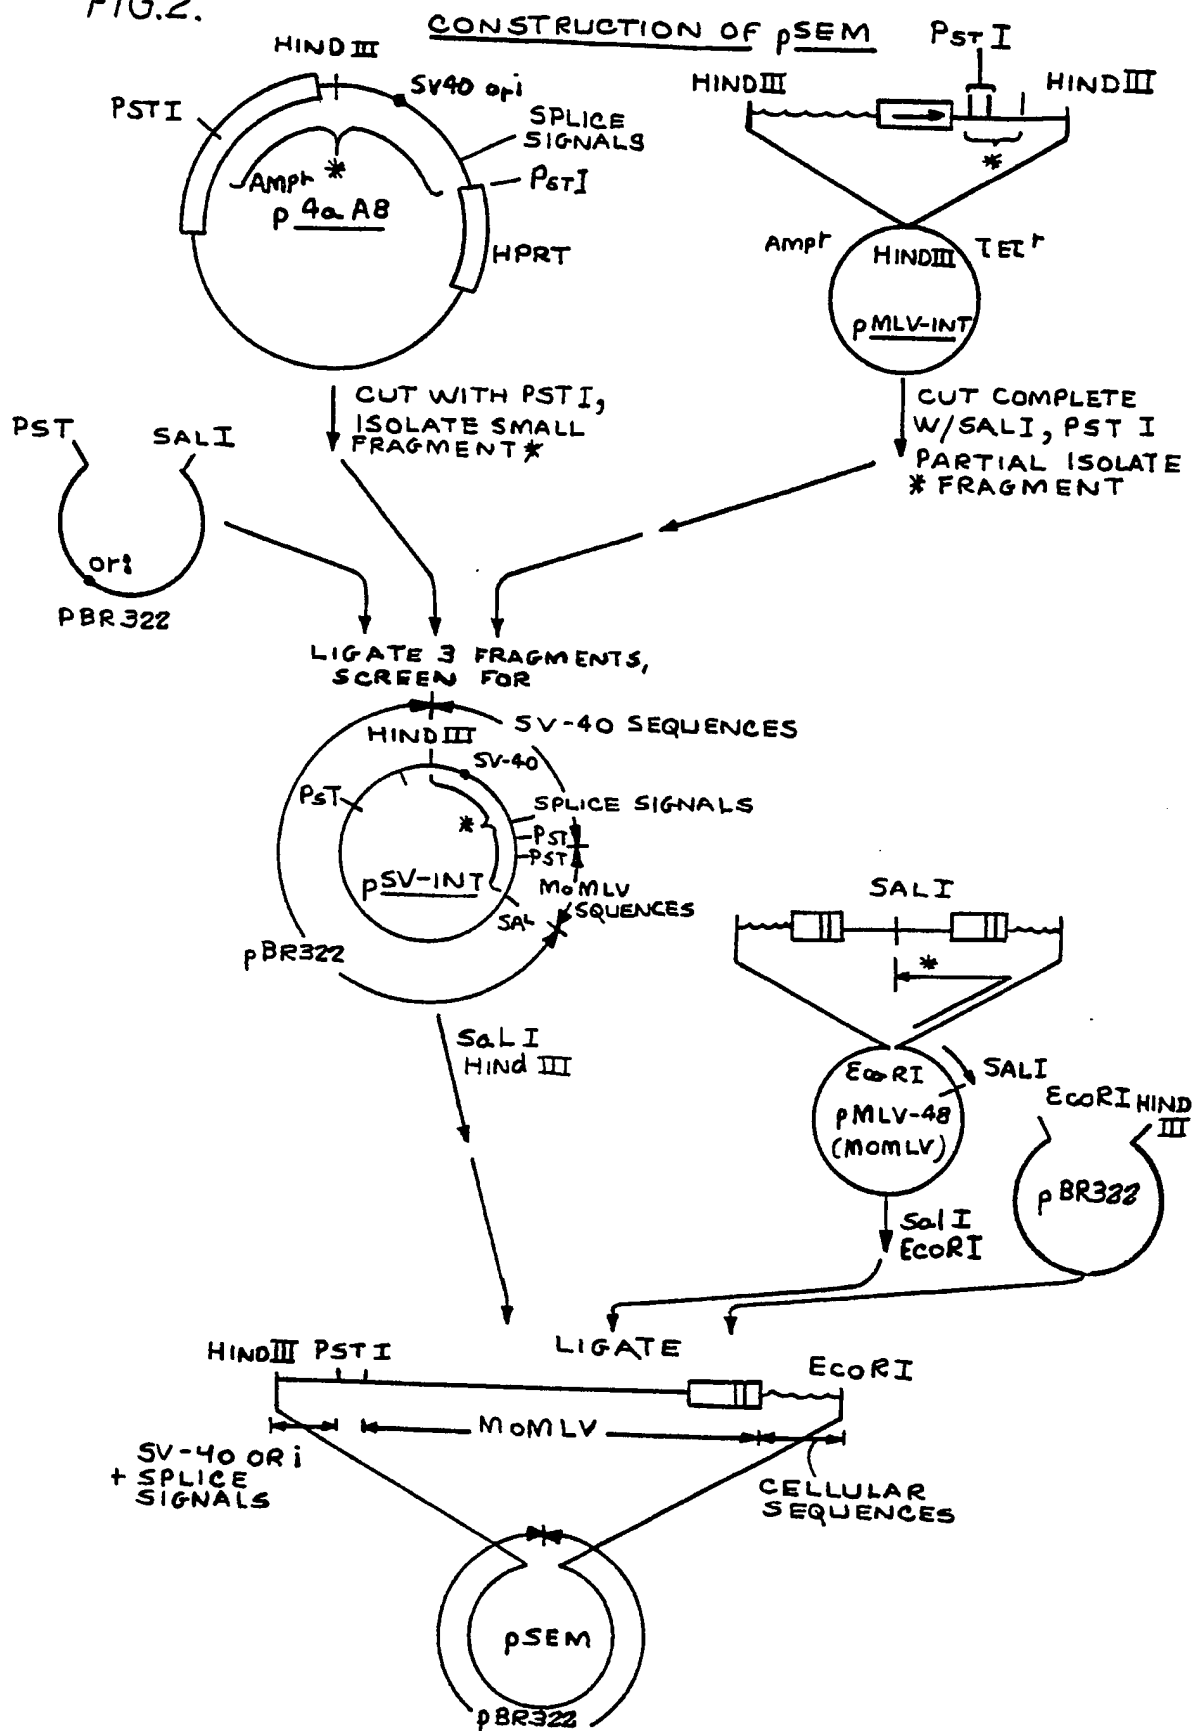 FIG.2.
CONSTRUCTION OF pSEM
HIND III
SV40 ori
PST I
SPLICE
SIGNALS
PST I
Ampr *
p 4a A8
HPRT
PST I
HIND III
HIND III
*
Ampr
HIND III
TETr
pMLV-INT
CUT WITH PST I,
ISOLATE SMALL
FRAGMENT *
CUT COMPLETE
W/SALI, PST I
PARTIAL ISOLATE
* FRAGMENT
PST
SAL I
ori
PBR322
LIGATE 3 FRAGMENTS,
SCREEN FOR
SV-40 SEQUENCES
HIND III
SV-40
PST
SPLICE SIGNALS
*
PST
PST
pSV-INT
MoMLV
SQUENCES
SAL
pBR322
SAL I
*
SaL I
HINd III
EcoRI
SALI
pMLV-48
(MOMLV)
EcoRI
HIND
III
pBR322
Sal I
EcoRI
LIGATE
HIND III
PST I
EcoRI
MoMLV
SV-40 ORi
+ SPLICE
SIGNALS
CELLULAR
SEQUENCES
pSEM
pBR322